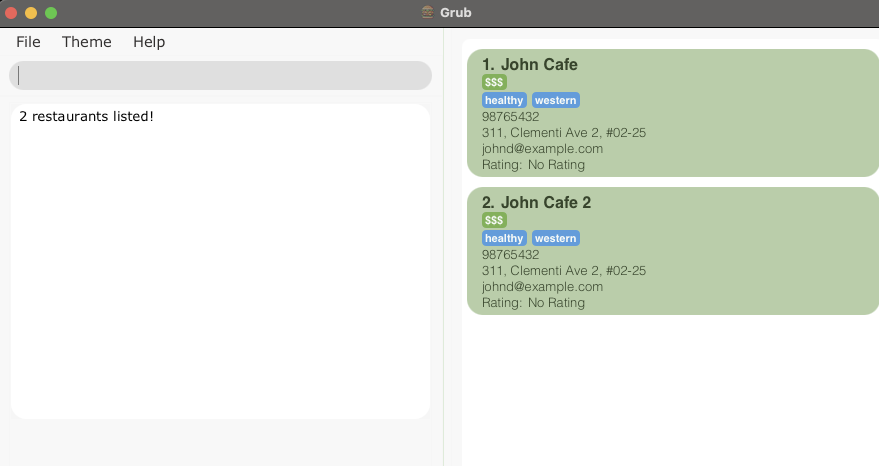 Grub
File Theme Help
2 restaurants listed!
1. John Cafe
$$$
healthy western
98765432
311, Clementi Ave 2, #02-25
johnd@example.com
Rating: No Rating
2. John Cafe 2
$$$
healthy western
98765432
311, Clementi Ave 2, #02-25
johnd@example.com
Rating: No Rating